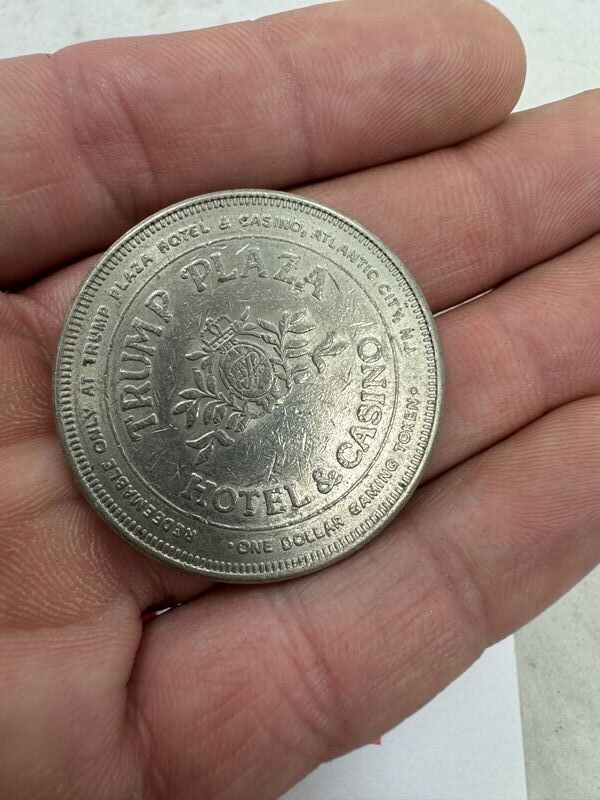 REDEEMABLE ONLY AT TRUMP PLAZA HOTEL & CASINO, ATLANTIC CITY, N.J.
•ONE DOLLAR GAMING TOKEN•
TRUMP PLAZA
HOTEL & CASINO